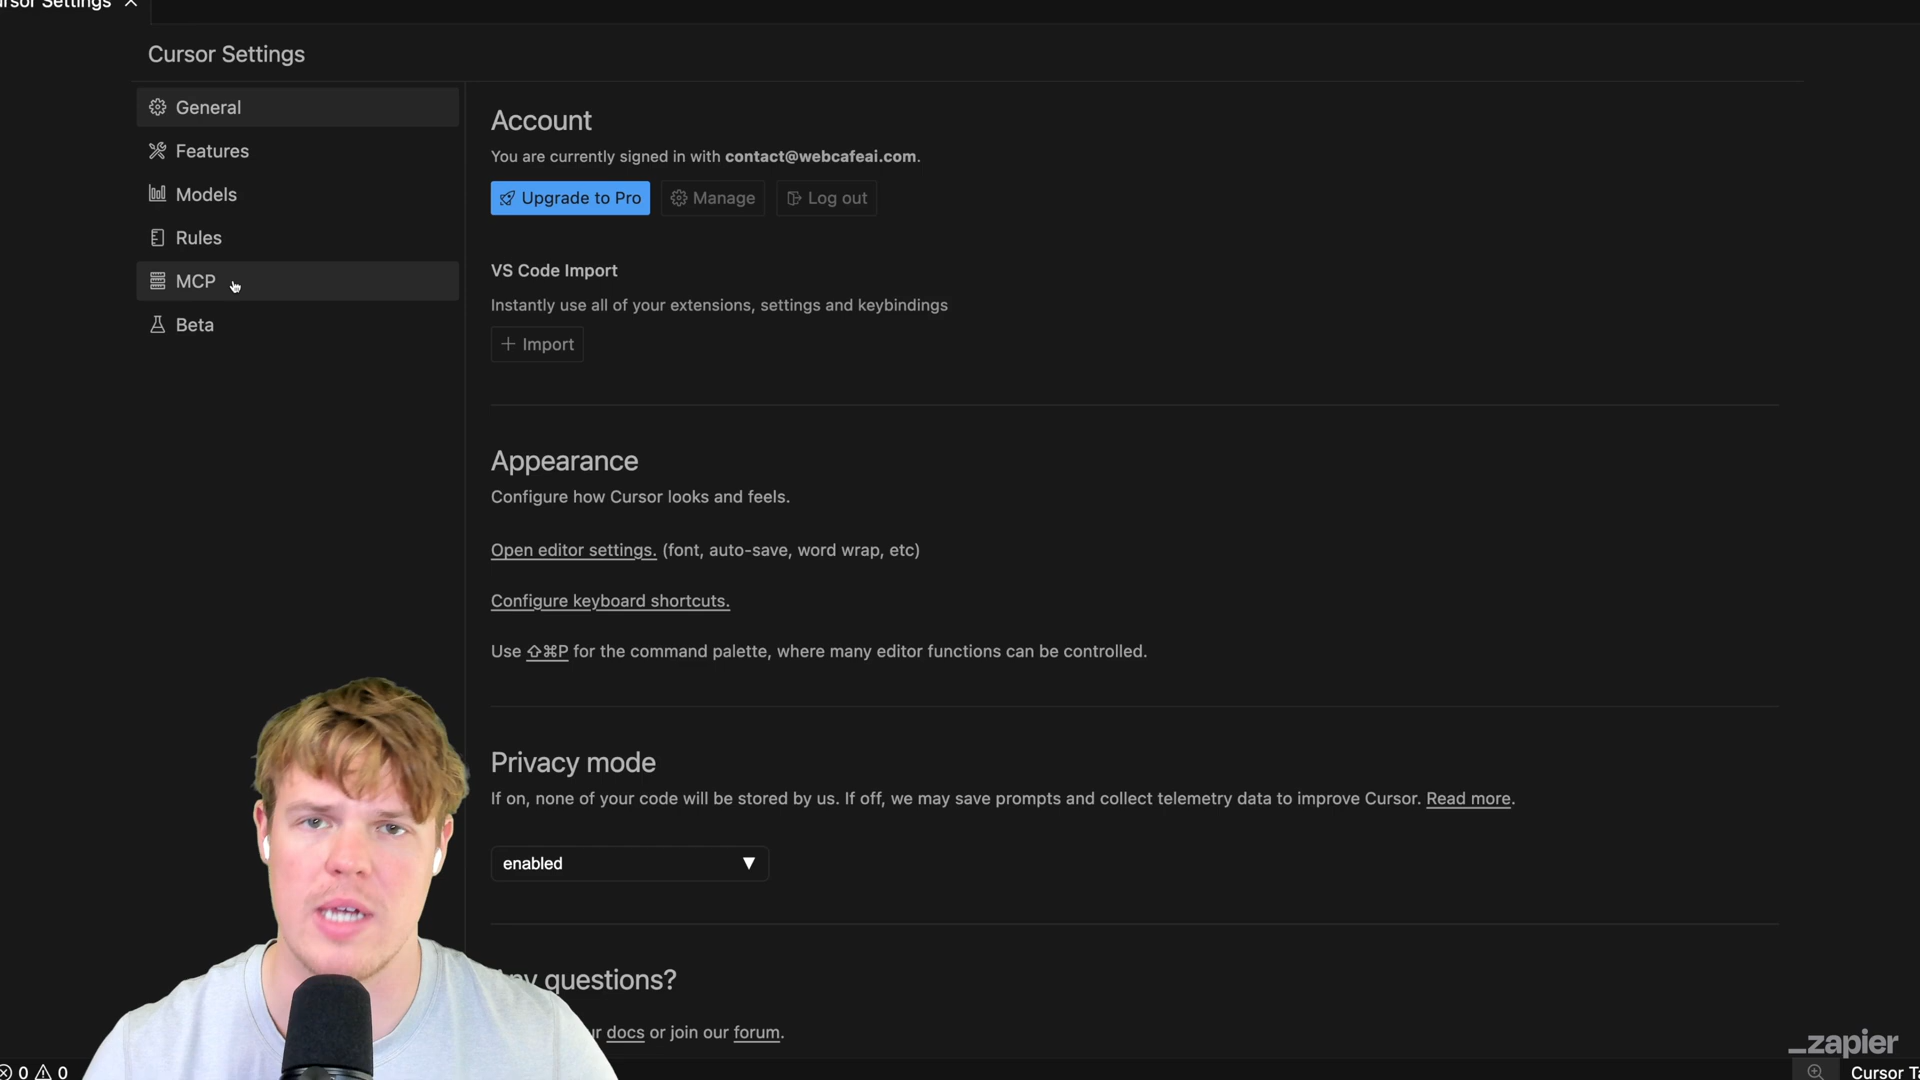 Settings
Cursor Settings
General
Features
Models
Rules
MCP
Beta
Account
You are currently signed in with contact@webcafeai.com.
Upgrade to Pro
Manage
Log out
VS Code Import
Instantly use all of your extensions, settings and keybindings
+ Import
Appearance
Configure how Cursor looks and feels.
Open editor settings. (font, auto-save, word wrap, etc)
Configure keyboard shortcuts.
Use ⇧⌘P for the command palette, where many editor functions can be controlled.
Privacy mode
If on, none of your code will be stored by us. If off, we may save prompts and collect telemetry data to improve Cursor. Read more.
enabled
questions?
docs or join our forum.
_zapier
0 0
Cursor